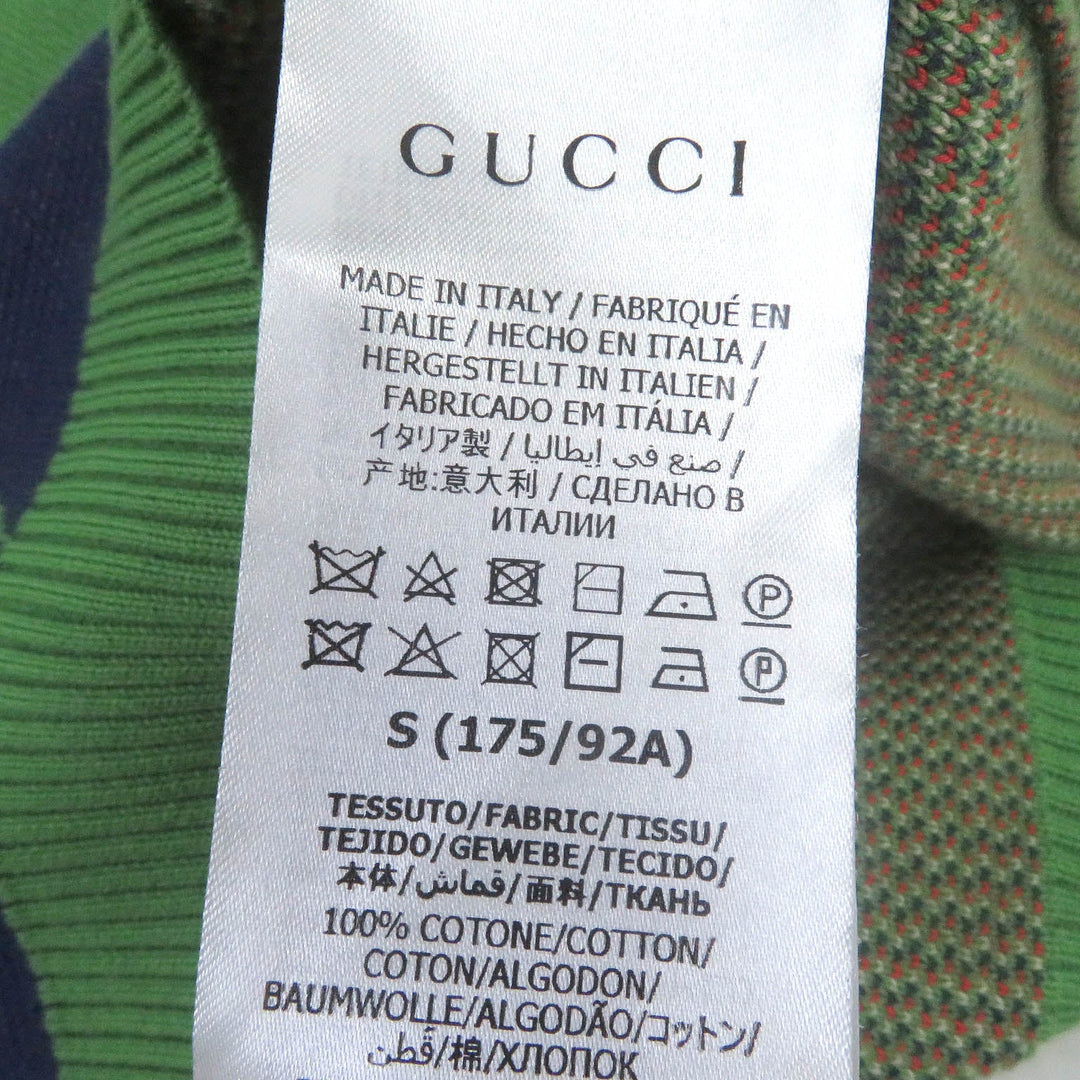 GUCCI
MADE IN ITALY / FABRIQUÉ EN
ITALIE / HECHO EN ITALIA /
HERGESTELLT IN ITALIEN /
FABRICADO EM ITÁLIA /
イタリア製 / صنع في إيطاليا /
产地:意大利 / СДЕЛАНО В
ИТАЛИИ
P
P
S (175/92A)
TESSUTO/FABRIC/TISSU/
TEJIDO/GEWEBE/TECIDO/
本体/قماش/面料/ТКАНЬ
100% COTONE/COTTON/
COTON/ALGODON/
BAUMWOLLE/ALGODÃO/コットン/
قطن/棉/ХЛОПОК